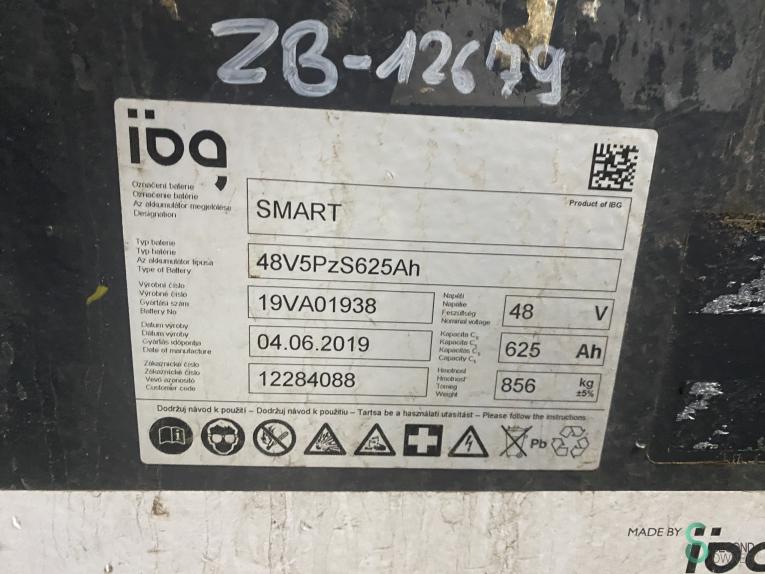 ZB-12679
ibg
Product of IBG
Označení baterie
Označenie batérie
Az akkumulátor megjelölése
Designation
SMART
Typ baterie
Typ batérie
Az akkumulátor típusa
Type of Battery
48V5PzS625Ah
Výrobní číslo
Výrobné číslo
Gyártási szám
Battery No
19VA01938
Napětí
Napätie
Feszültség
Nominal voltage
48 V
Datum výroby
Dátum výroby
Gyártás időpontja
Date of manufacture
04.06.2019
Kapacita C₅
Kapacita C₅
Kapacitás C₅
Capacity C₅
625 Ah
Zákaznické číslo
Zákaznícke číslo
Vevő azonosító
Customer code
12284088
Hmotnost
Hmotnosť
Tömeg
Weight
856 kg ±5%
Dodržuj návod k použití – Dodržuj návod k použitiu – Tartsa be a használati utasítást – Please follow the instructions
Pb
MADE BY ibg
SECOND